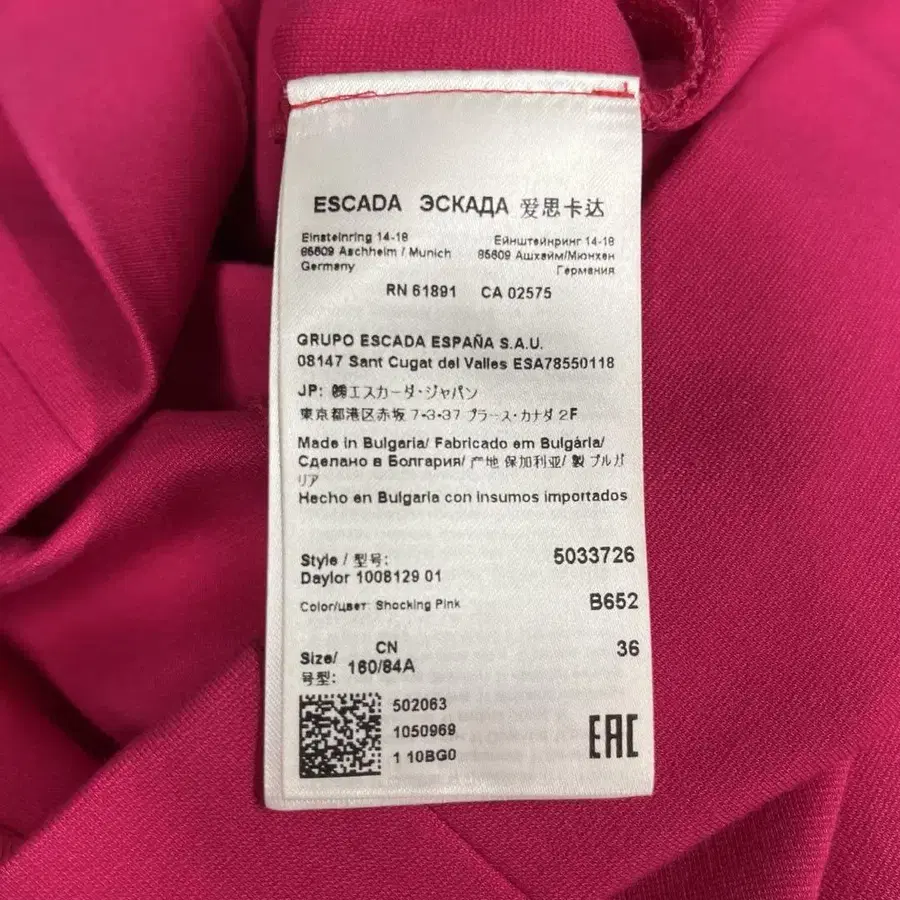 ESCADA ЭСКАДА 爱思卡达
Einsteinring 14-18
85609 Aschheim / Munich
Germany
Ейнштейнринг 14-18
85609 Ашхайм/Мюнхен
Германия
RN 61891 CA 02575
GRUPO ESCADA ESPAÑA S.A.U.
08147 Sant Cugat del Valles ESA78550118
JP: ㈱エスカーダ・ジャパン
東京都港区赤坂 7-3-37 プラース・カナダ 2F
Made in Bulgaria/ Fabricado em Bulgária/
Сделано в Болгария/ 产地 保加利亚/ 製 ブルガ
リア
Hecho en Bulgaria con insumos importados
Style / 型号: 5033726
Daylor 1008129 01
Color/цвет: Shocking Pink B652
Size/ CN 36
号型: 160/84A
502063
1050969
1 10BG0
EAC